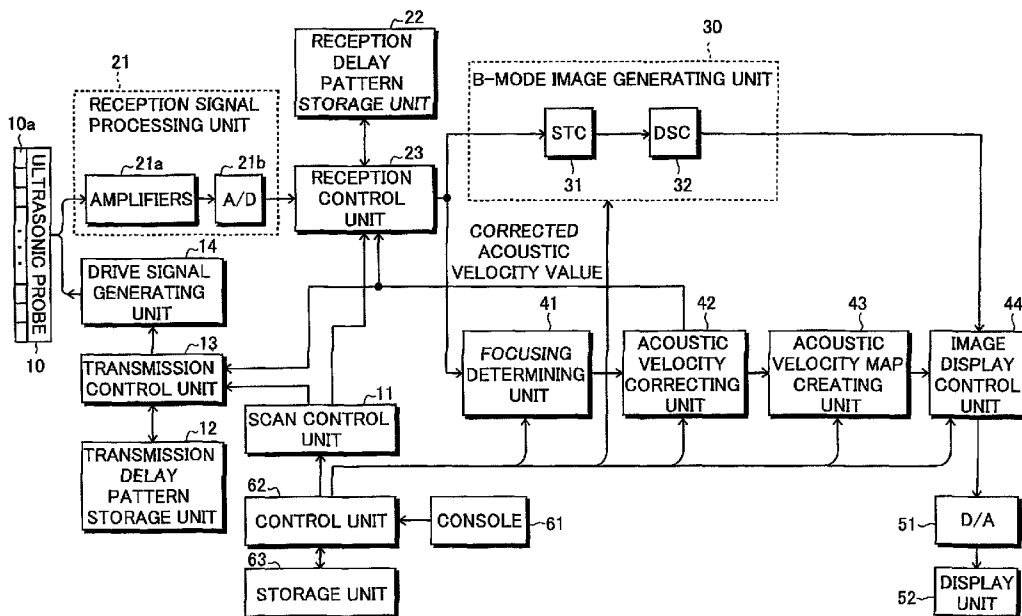 22
RECEPTION
DELAY
PATTERN
STORAGE UNIT
30
B-MODE IMAGE GENERATING UNIT
STC
DSC
31
32
21
RECEPTION SIGNAL
PROCESSING UNIT
10a
21a
21b
AMPLIFIERS
A/D
23
RECEPTION
CONTROL
UNIT
ULTRASONIC PROBE
10
CORRECTED
ACOUSTIC
VELOCITY VALUE
14
DRIVE SIGNAL
GENERATING
UNIT
13
TRANSMISSION
CONTROL UNIT
12
TRANSMISSION
DELAY
PATTERN
STORAGE UNIT
11
SCAN CONTROL
UNIT
41
FOCUSING
DETERMINING
UNIT
42
ACOUSTIC
VELOCITY
CORRECTING
UNIT
43
ACOUSTIC
VELOCITY MAP
CREATING
UNIT
44
IMAGE
DISPLAY
CONTROL
UNIT
62
CONTROL UNIT
CONSOLE
61
63
STORAGE UNIT
51
D/A
52
DISPLAY
UNIT